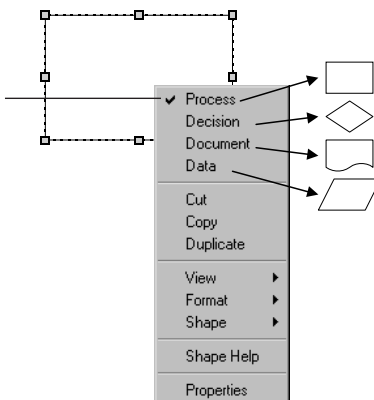 Process
Decision
Document
Data
Cut
Copy
Duplicate
View
Format
Shape
Shape Help
Properties